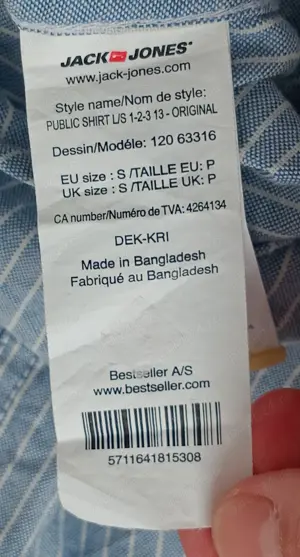 JACK JONES
www.jack-jones.com
Style name/Nom de style:
PUBLIC SHIRT L/S 1-2-3 13 - ORIGINAL
Dessin/Modéle: 120 63316
EU size : S /TAILLE EU: P
UK size : S /TAILLE UK: P
CA number/Numéro de TVA: 4264134
DEK-KRI
Made in Bangladesh
Fabriqué au Bangladesh
Bestseller A/S
www.bestseller.com
5711641815308